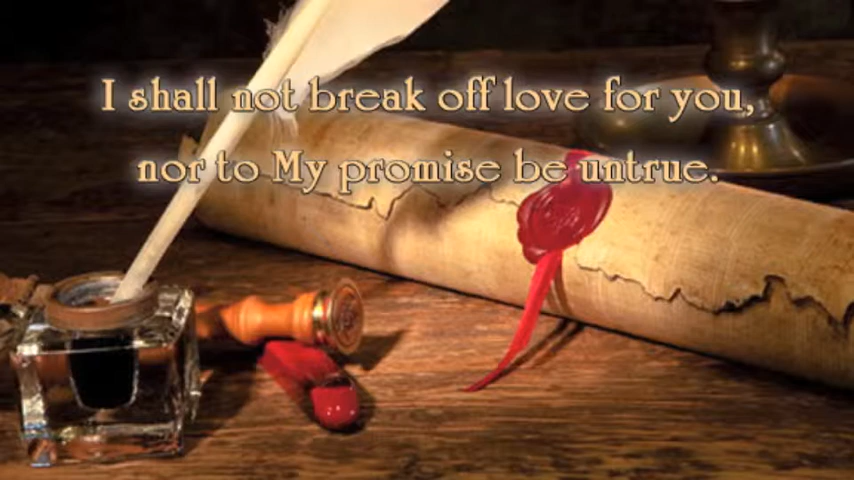 I shall not break off love for you,
nor to My promise be untrue.